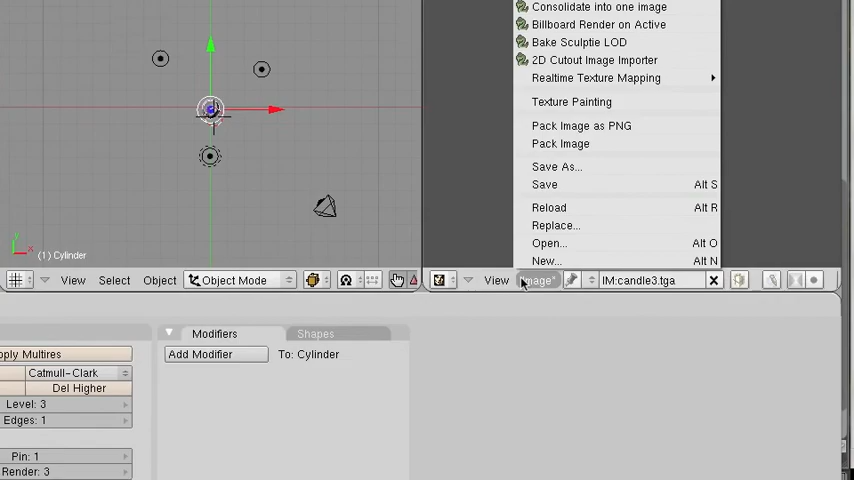 Consolidate into one image
Billboard Render on Active
Bake Sculptie LOD
2D Cutout Image Importer
Realtime Texture Mapping
Texture Painting
Pack Image as PNG
Pack Image
Save As...
Save Alt S
Reload Alt R
Replace...
Open... Alt O
New... Alt N
y
x
(1) Cylinder
View Select Object Object Mode
View Image* IM:candle3.tga
pply Multires
Catmull-Clark
Del Higher
Level: 3
Edges: 1
Pin: 1
Render: 3
Modifiers Shapes
Add Modifier To: Cylinder